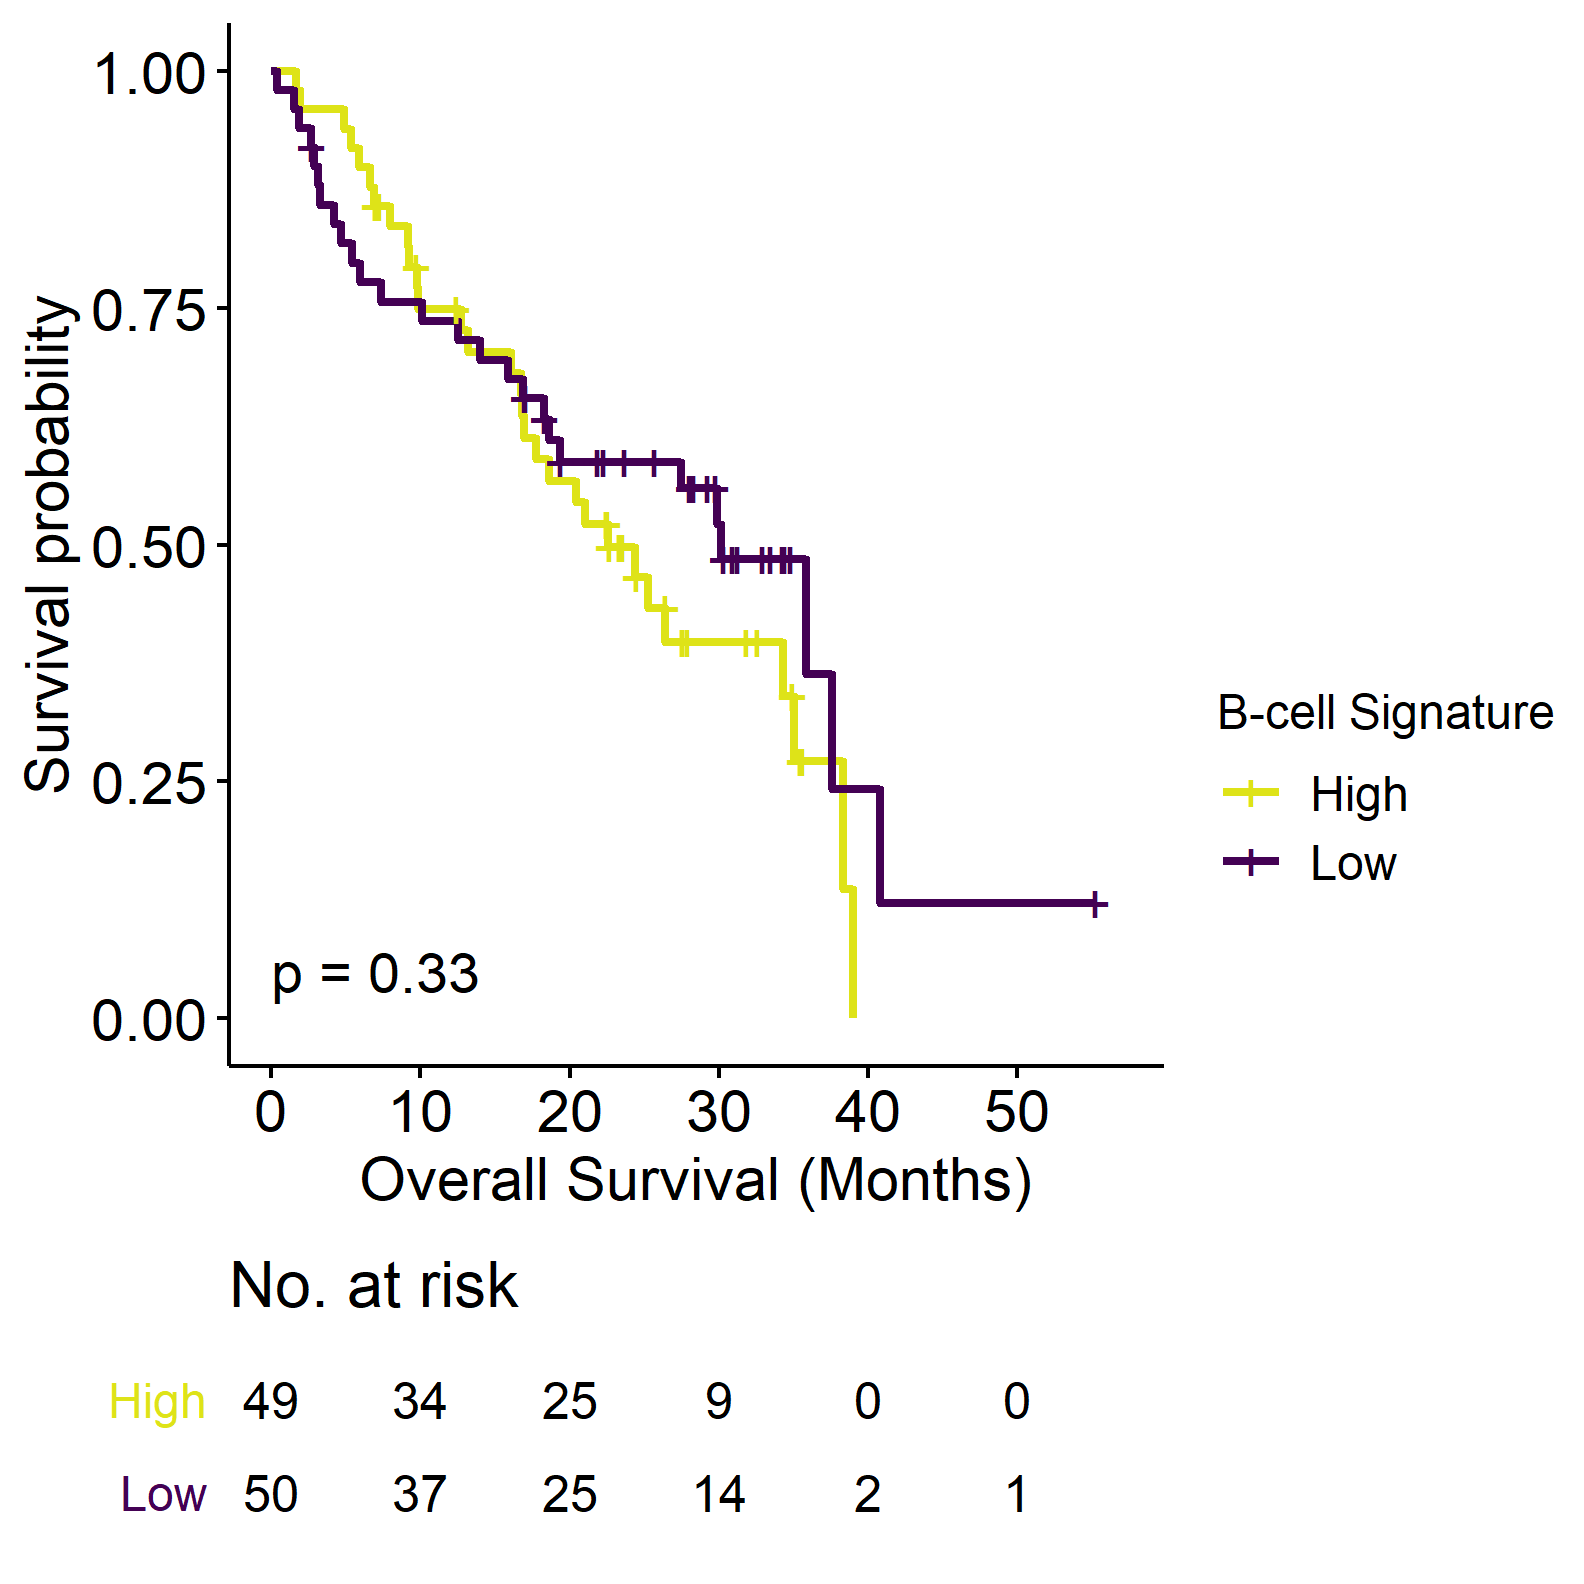 Survival probability
1.00
0.75
0.50
0.25
0.00
p = 0.33
0 10 20 30 40 50
Overall Survival (Months)
B-cell Signature
High
Low
No. at risk
High 49 34 25 9 0 0
Low 50 37 25 14 2 1